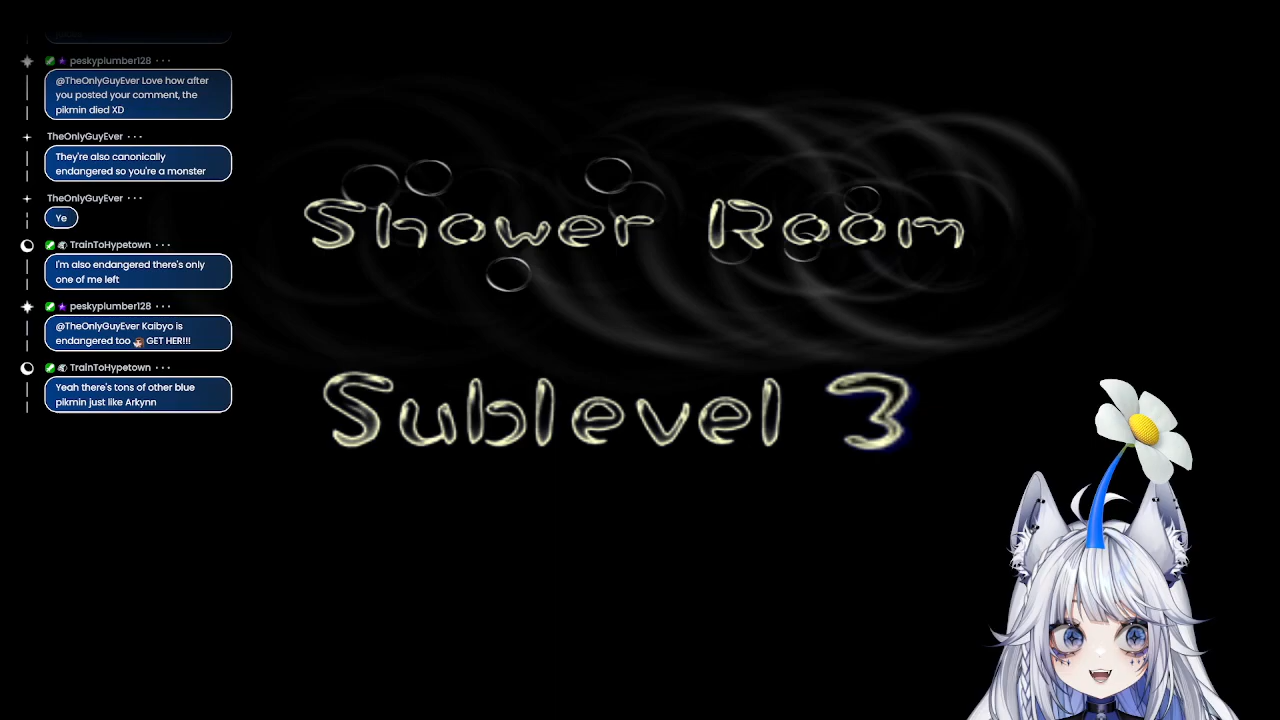 peskyplumber128
@TheOnlyGuyEver Love how after
you posted your comment, the
pikmin died XD
TheOnlyGuyEver
They're also canonically
endangered so you're a monster
TheOnlyGuyEver
Ye
TrainToHypetown
I'm also endangered there's only
one of me left
peskyplumber128
@TheOnlyGuyEver Kaibyo is
endangered too GET HER!!!
TrainToHypetown
Yeah there's tons of other blue
pikmin just like Arkynn
Shower Room
Sublevel 3